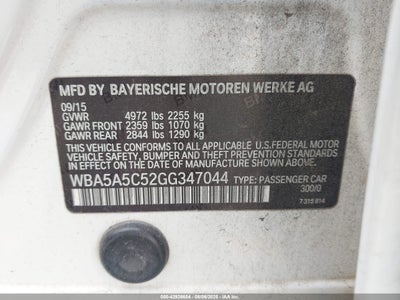 MFD BY BAYERISCHE MOTOREN WERKE AG
09/15
GVWR 4972 lbs 2255 kg
GAWR FRONT 2359 lbs 1070 kg
GAWR REAR 2844 lbs 1290 kg
THIS VEHICLE CONFORMS TO ALL APPLICABLE U.S.FEDERAL MOTOR
VEHICLE SAFETY, BUMPER, AND THEFT PREVENTION STANDARDS
IN EFFECT ON THE DATE OF MANUFACTURE SHOWN ABOVE.
WBA5A5C52GG347044 TYPE: PASSENGER CAR
300/0
7 315 814